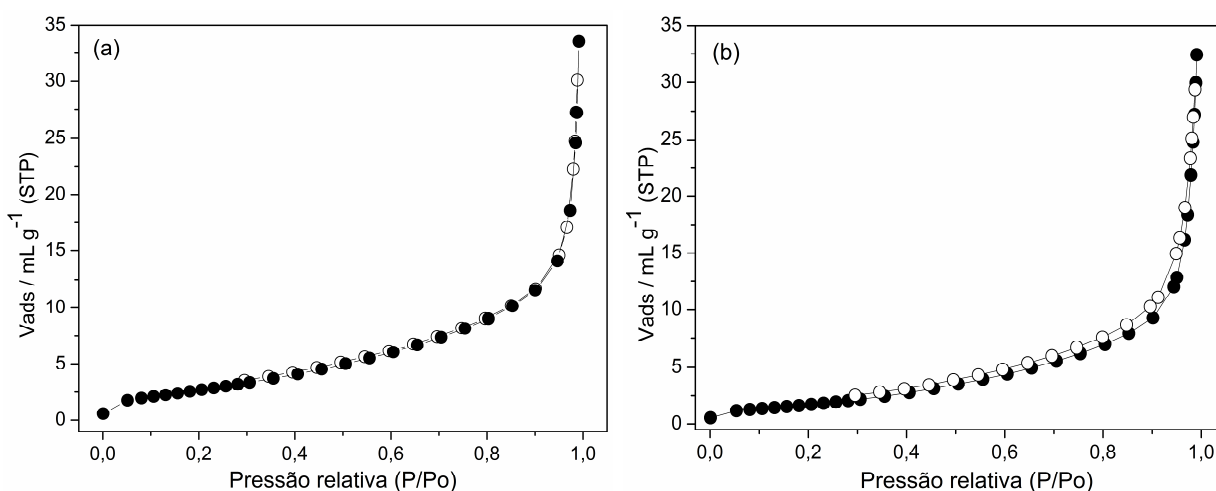 (a)
35
30
25
20
15
10
5
0
Vads / mL g⁻¹ (STP)
0,0 0,2 0,4 0,6 0,8 1,0
Pressão relativa (P/Po)
(b)
35
30
25
20
15
10
5
0
Vads / mL g⁻¹ (STP)
0,0 0,2 0,4 0,6 0,8 1,0
Pressão relativa (P/Po)